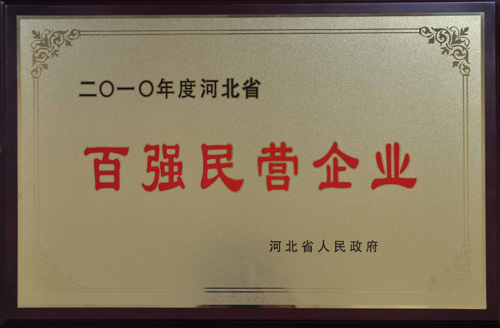 二〇一〇年度河北省
百强民营企业
河北省人民政府